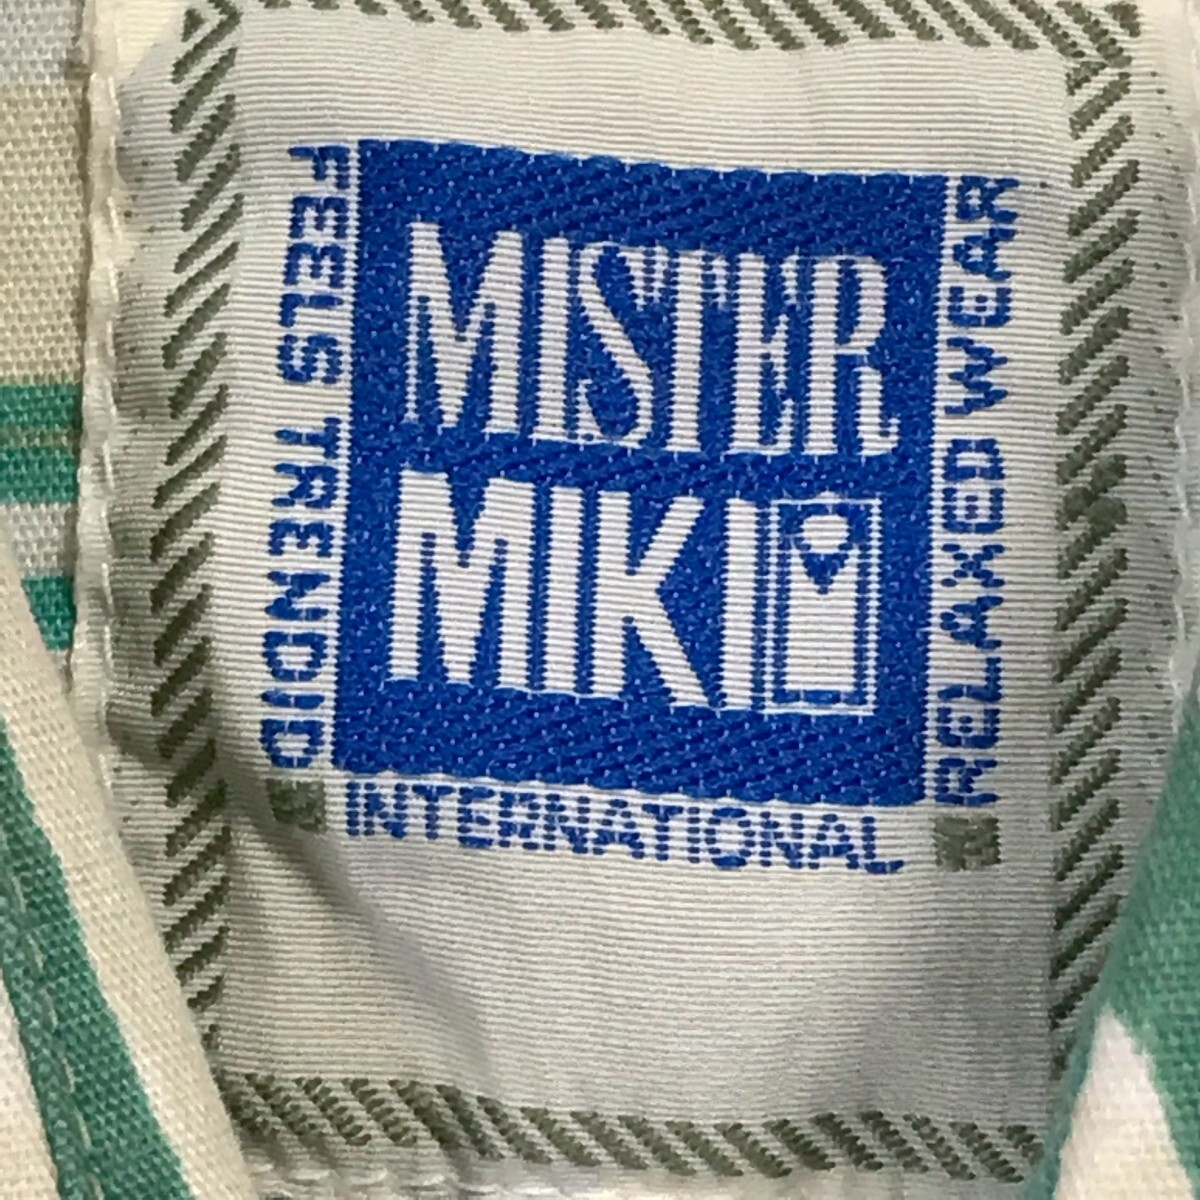 MISTER
MIKI
FEELS TRENDID
RELAXED WEAR
INTERNATIONAL